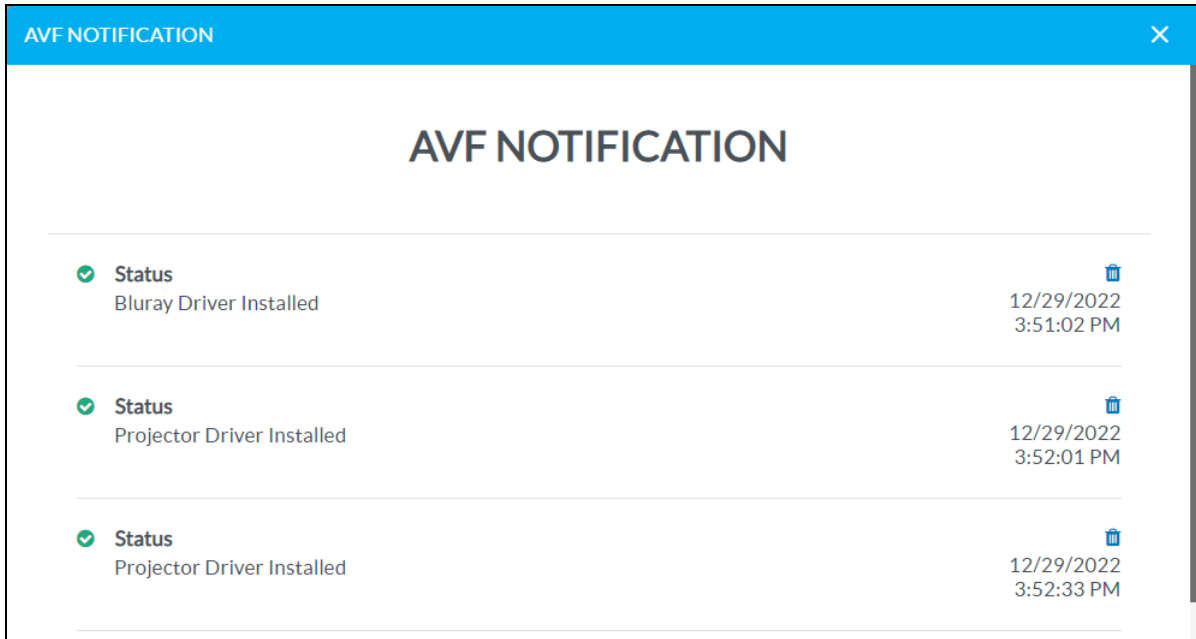 AVF NOTIFICATION
AVF NOTIFICATION
Status
Bluray Driver Installed
12/29/2022
3:51:02 PM
Status
Projector Driver Installed
12/29/2022
3:52:01 PM
Status
Projector Driver Installed
12/29/2022
3:52:33 PM